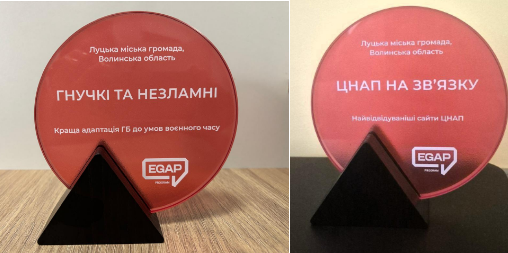 Луцька міська громада,
Волинська область
ГНУЧКІ ТА НЕЗЛАМНІ
Краща адаптація ГБ до умов воєнного часу
EGAP
Луцька міська громада,
Волинська область
ЦНАП НА ЗВ'ЯЗКУ
Найвідвідуваніші сайти ЦНАП
EGAP